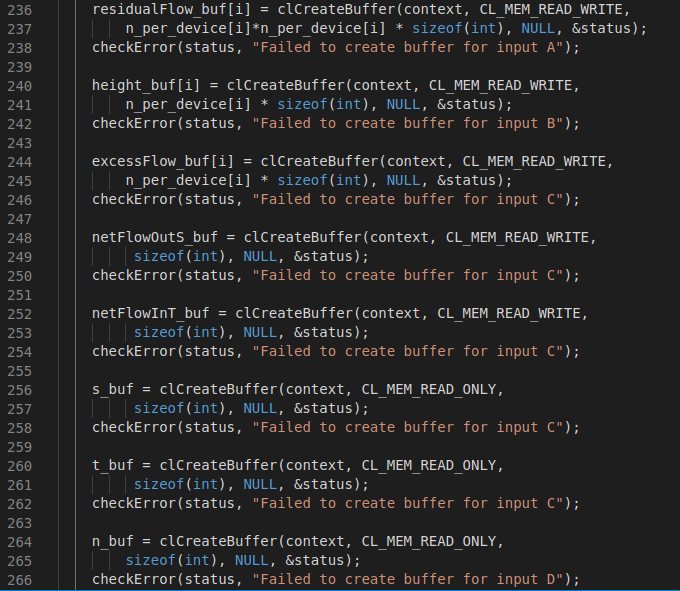 236 residualFlow_buf[i] = clCreateBuffer(context, CL_MEM_READ_WRITE,
237 n_per_device[i]*n_per_device[i] * sizeof(int), NULL, &status);
238 checkError(status, "Failed to create buffer for input A");
239
240 height_buf[i] = clCreateBuffer(context, CL_MEM_READ_WRITE,
241 n_per_device[i] * sizeof(int), NULL, &status);
242 checkError(status, "Failed to create buffer for input B");
243
244 excessFlow_buf[i] = clCreateBuffer(context, CL_MEM_READ_WRITE,
245 n_per_device[i] * sizeof(int), NULL, &status);
246 checkError(status, "Failed to create buffer for input C");
247
248 netFlowOutS_buf = clCreateBuffer(context, CL_MEM_READ_WRITE,
249 sizeof(int), NULL, &status);
250 checkError(status, "Failed to create buffer for input C");
251
252 netFlowInT_buf = clCreateBuffer(context, CL_MEM_READ_WRITE,
253 sizeof(int), NULL, &status);
254 checkError(status, "Failed to create buffer for input C");
255
256 s_buf = clCreateBuffer(context, CL_MEM_READ_ONLY,
257 sizeof(int), NULL, &status);
258 checkError(status, "Failed to create buffer for input C");
259
260 t_buf = clCreateBuffer(context, CL_MEM_READ_ONLY,
261 sizeof(int), NULL, &status);
262 checkError(status, "Failed to create buffer for input C");
263
264 n_buf = clCreateBuffer(context, CL_MEM_READ_ONLY,
265 sizeof(int), NULL, &status);
266 checkError(status, "Failed to create buffer for input D");